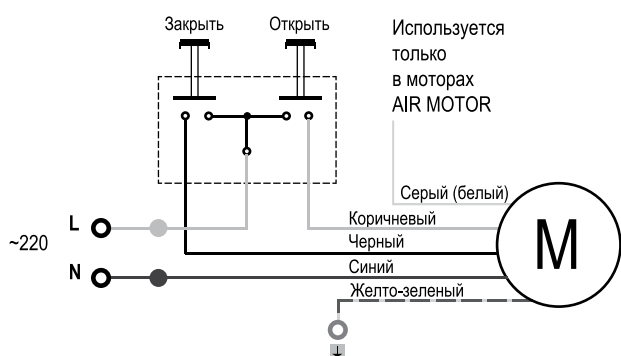 Закрыть
Открыть
Используется
только
в моторах
AIR MOTOR
Серый (белый)
L
Коричневый
~220
Черный
M
N
Синий
Желто-зеленый